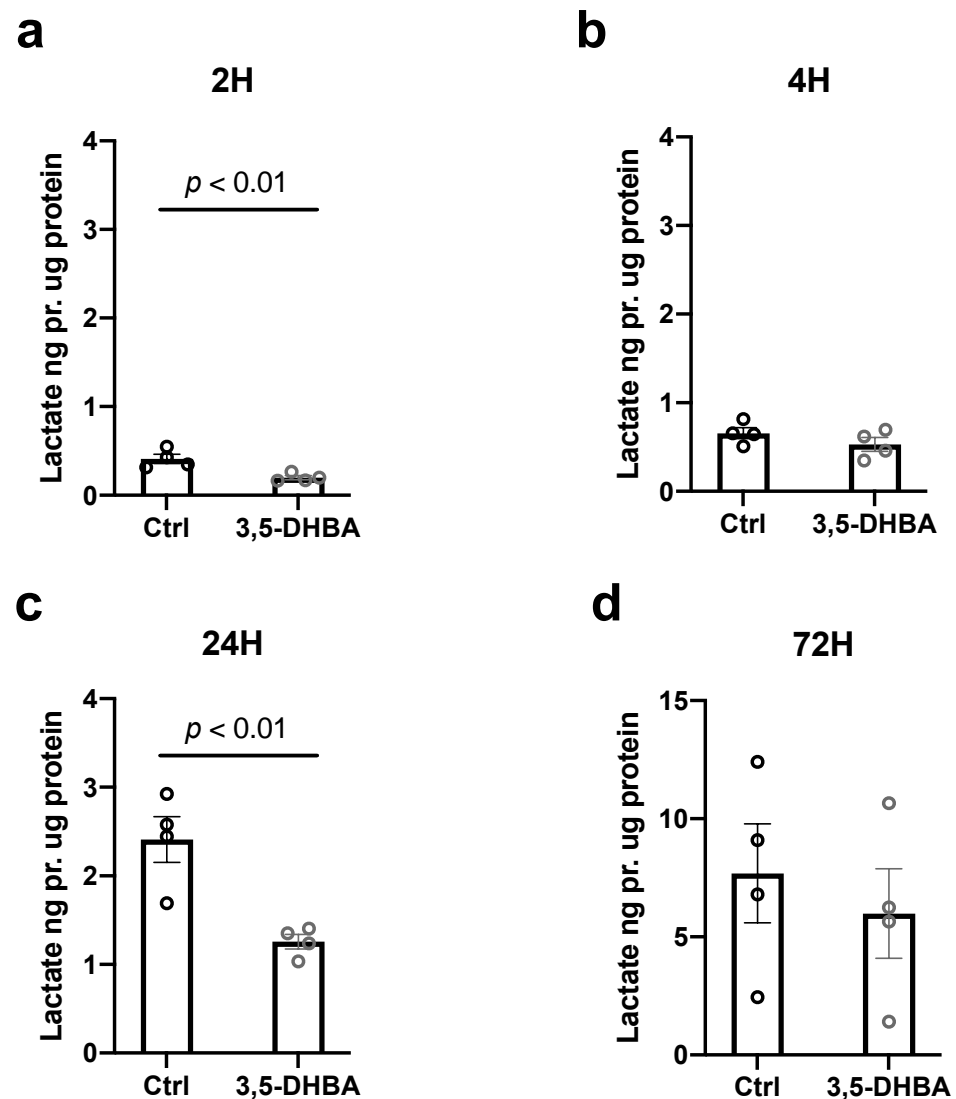 a
2H
Lactate ng pr. ug protein
4
3
2
1
0
p < 0.01
Ctrl
3,5-DHBA
b
4H
Lactate ng pr. ug protein
4
3
2
1
0
Ctrl
3,5-DHBA
c
24H
Lactate ng pr. ug protein
4
3
2
1
0
p < 0.01
Ctrl
3,5-DHBA
d
72H
Lactate ng pr. ug protein
15
10
5
0
Ctrl
3,5-DHBA